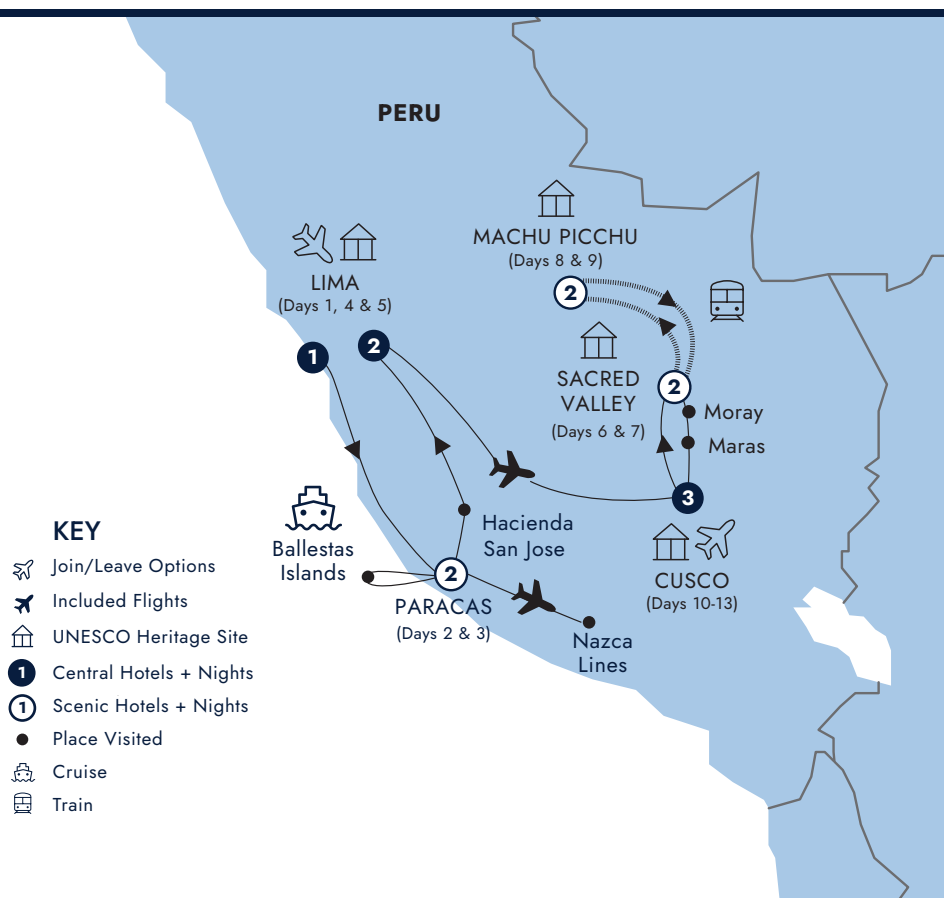 PERU
MACHU PICCHU
(Days 8 & 9)
2
LIMA
(Days 1, 4 & 5)
1
2
SACRED
VALLEY
(Days 6 & 7)
2
Moray
Maras
3
CUSCO
(Days 10-13)
Hacienda
San Jose
Ballestas
Islands
2
PARACAS
(Days 2 & 3)
Nazca
Lines
KEY
Join/Leave Options
Included Flights
UNESCO Heritage Site
1 Central Hotels + Nights
1 Scenic Hotels + Nights
Place Visited
Cruise
Train